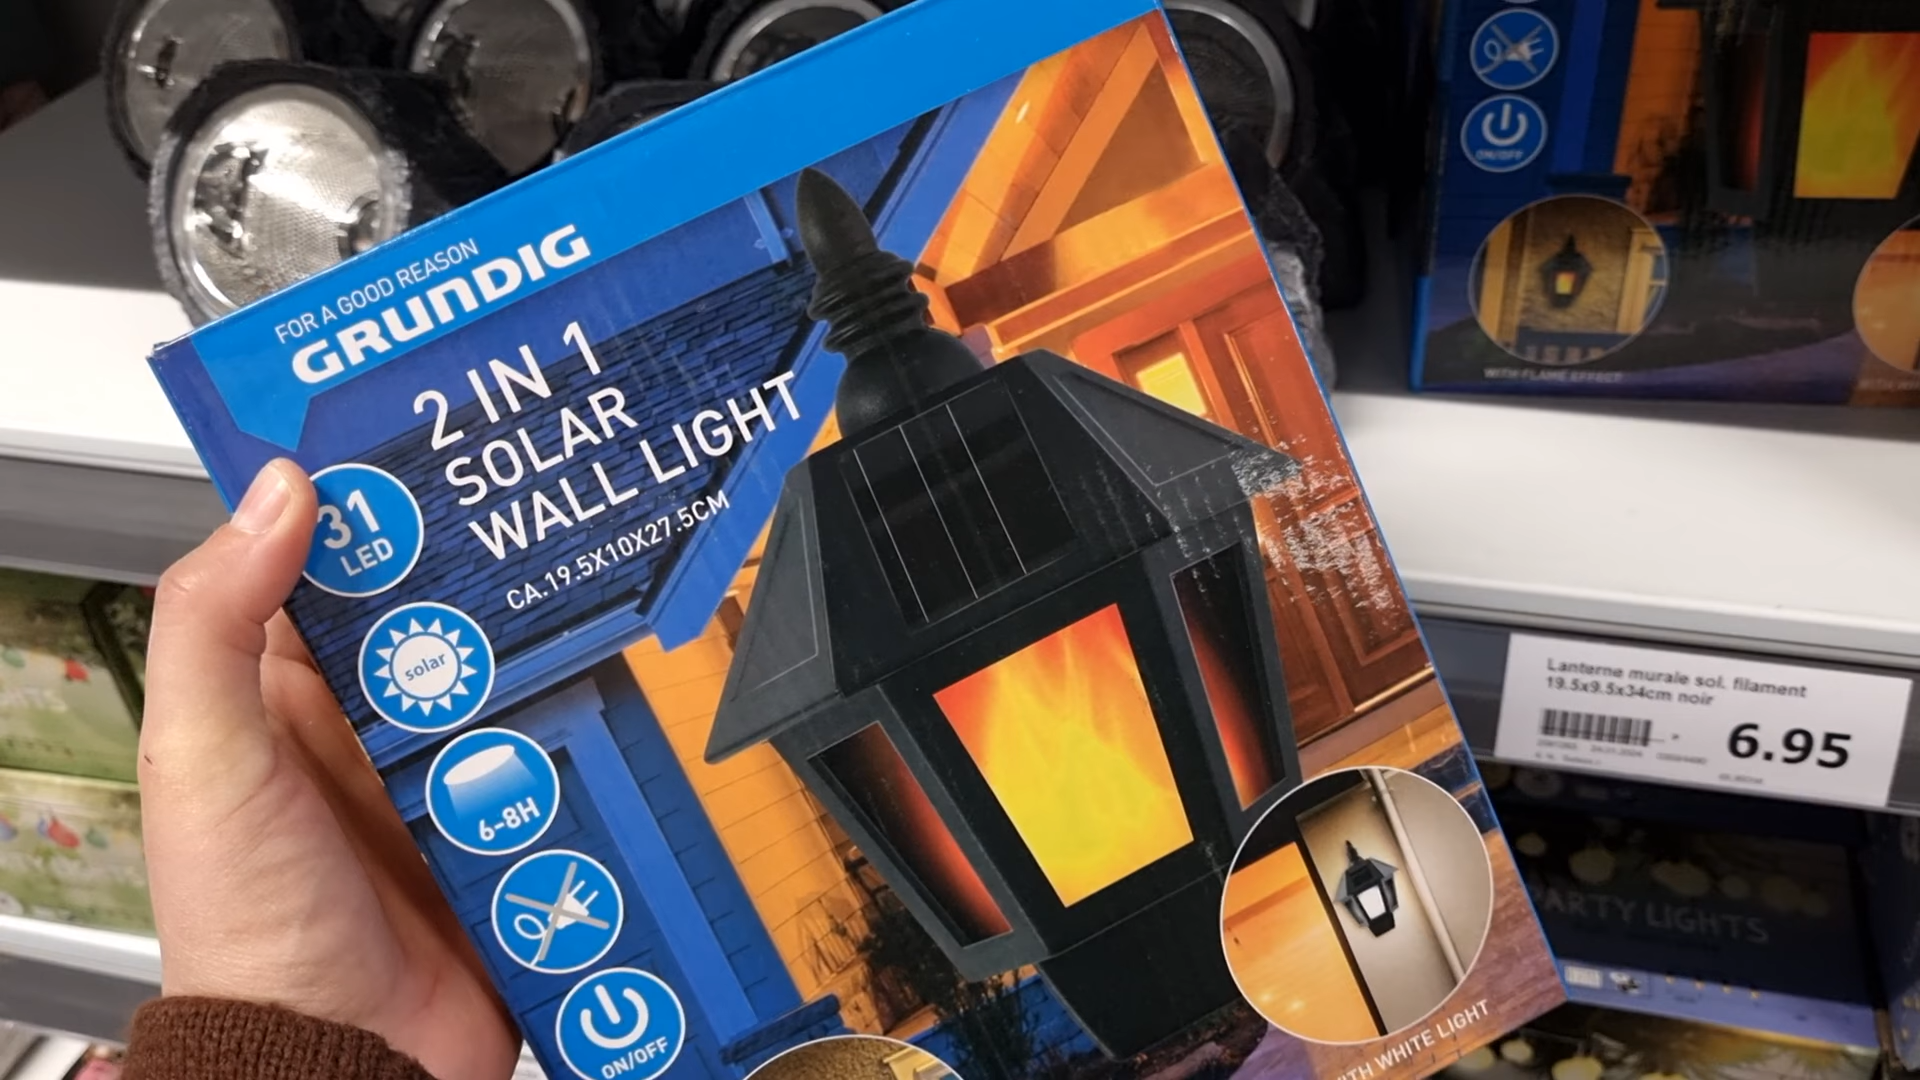 FOR A GOOD REASON
GRUNDIG
2 IN 1
SOLAR
WALL LIGHT
CA.19.5X10X27.5CM
31
LED
solar
6-8H
ON/OFF
WITH WHITE LIGHT
ON/OFF
WITH FLAME EFFECT
Lanterne murale sol. filament
19.5x9.5x34cm noir
6.95
PARTY LIGHTS